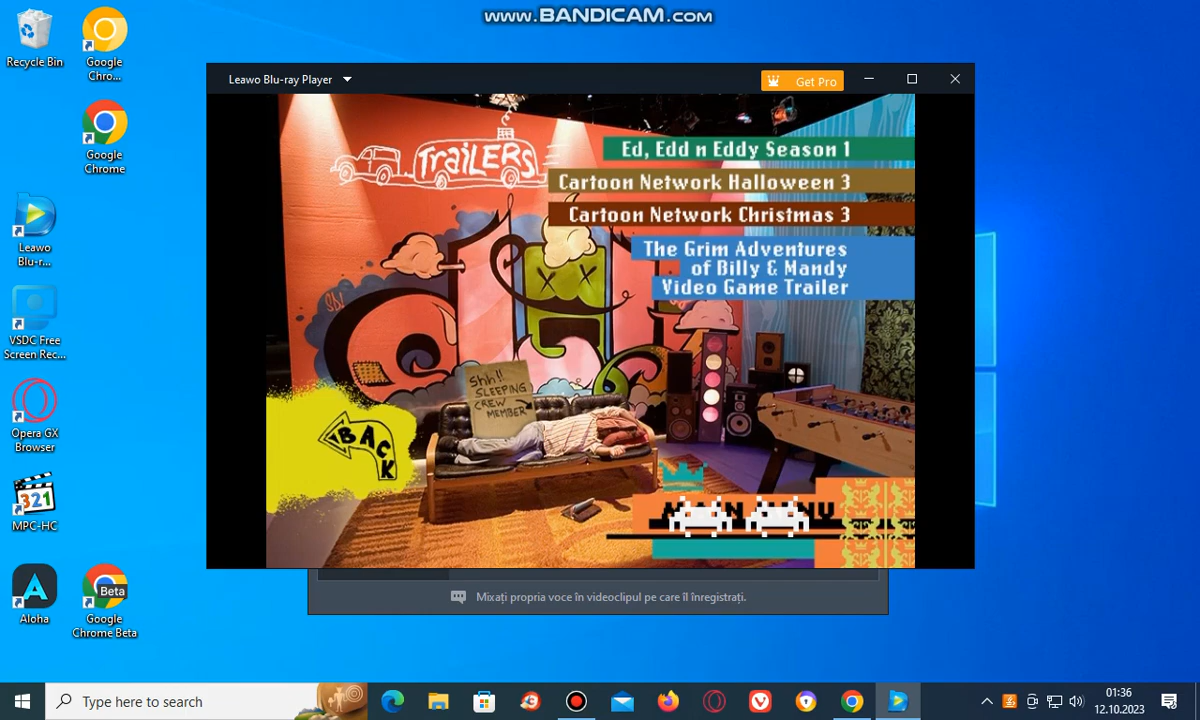 www.BANDICAM.com
Recycle Bin
Google
Chro...
Google
Chrome
Leawo
Blu-r...
VSDC Free
Screen Rec...
Opera GX
Browser
321
MPC-HC
Aloha
Beta
Google
Chrome Beta
Leawo Blu-ray Player
Get Pro
TRaiLERS
Ed, Edd n Eddy Season 1
Cartoon Network Halloween 3
Cartoon Network Christmas 3
The Grim Adventures
of Billy & Mandy
Video Game Trailer
Shh!!
SLEEPING
CREW
MEMBER
BACK
MAIN MENU
Mixați propria voce în videoclipul pe care îl înregistrați.
Type here to search
01:36
12.10.2023